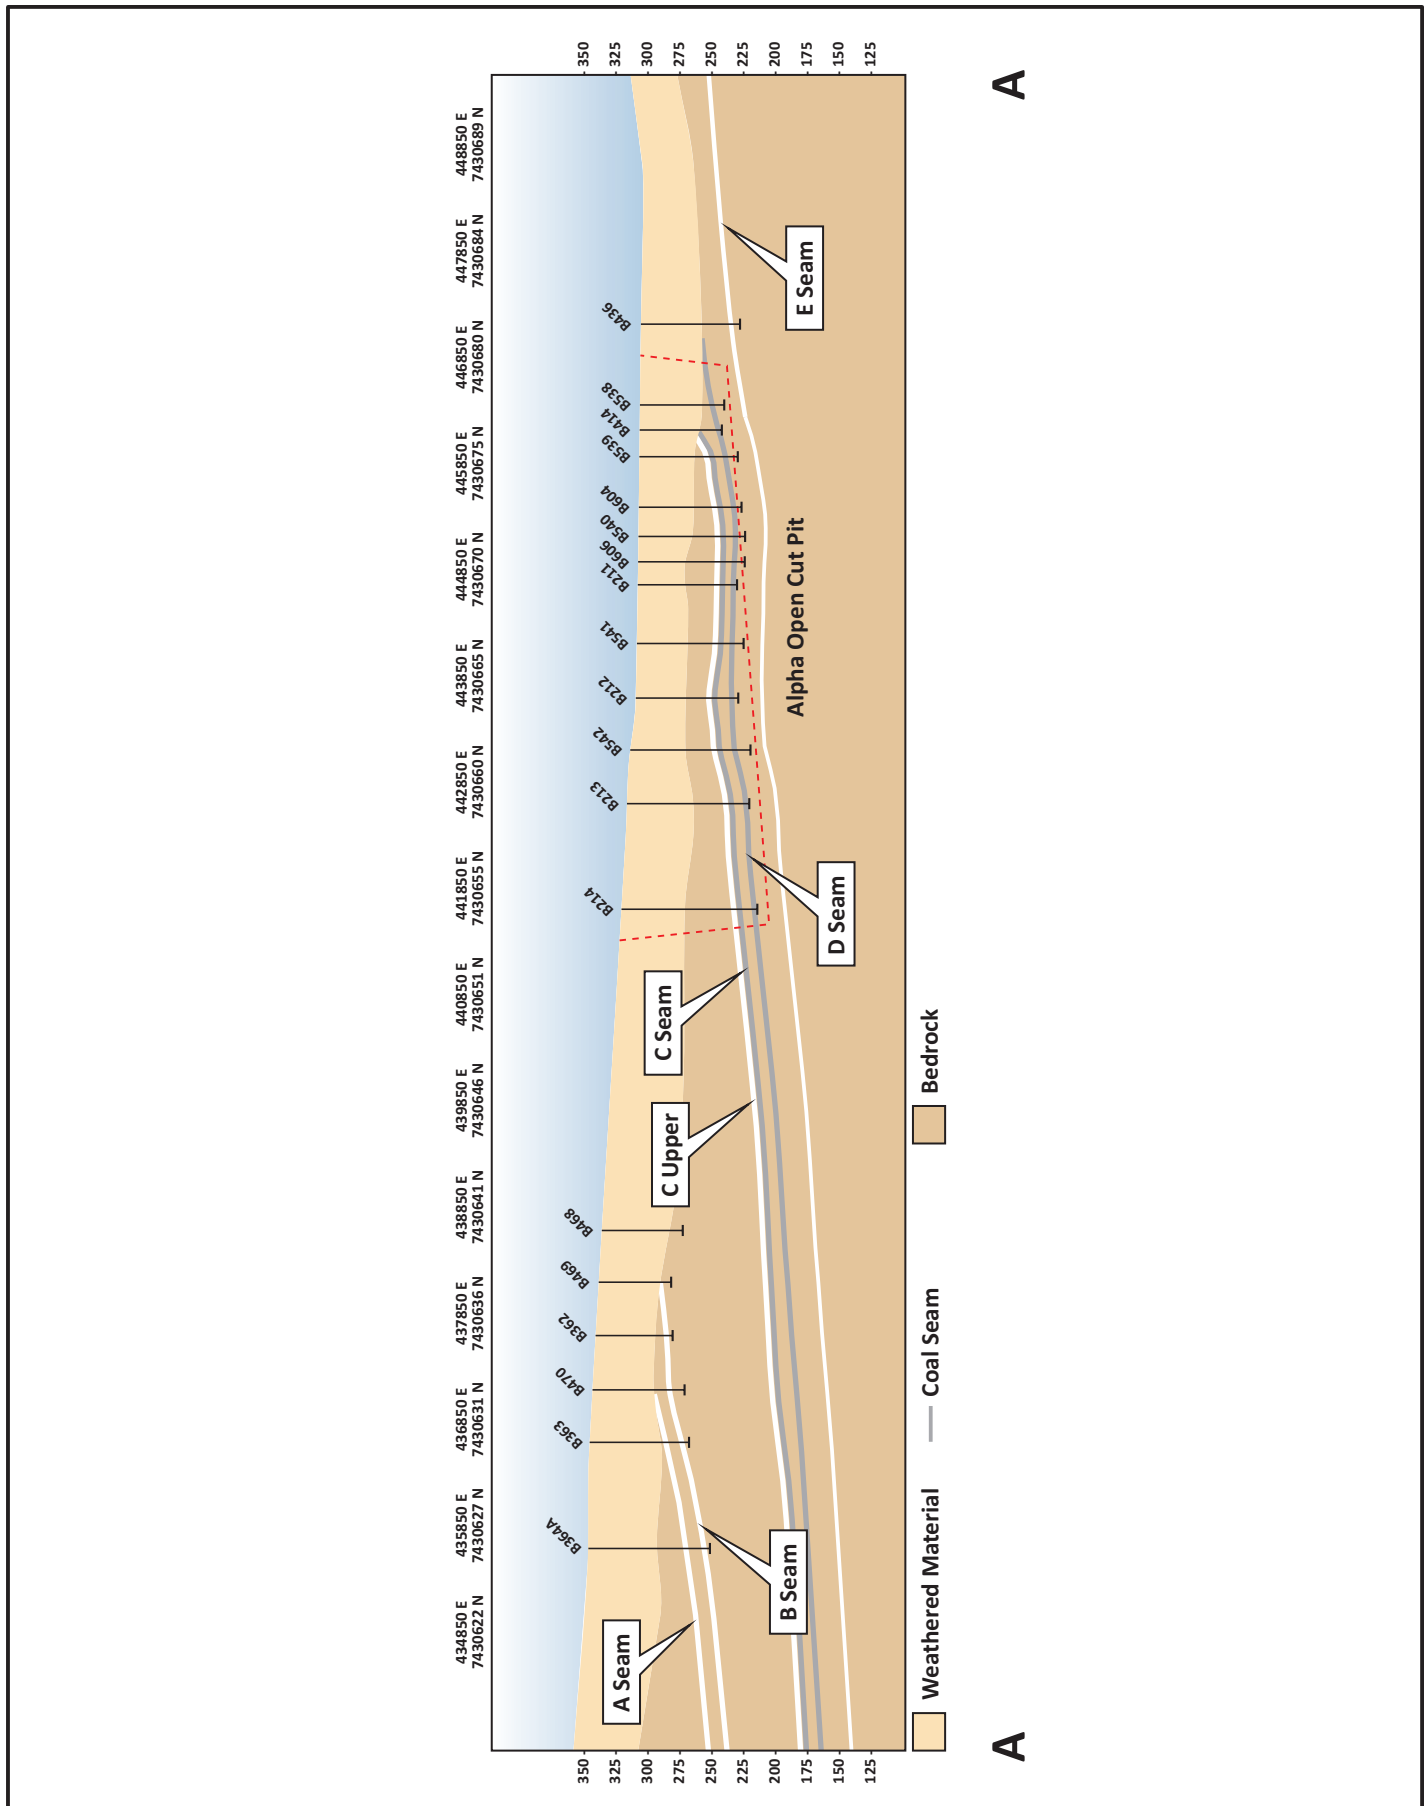 434850 E
7430622 N
435850 E
7430627 N
436850 E
7430631 N
437850 E
7430636 N
438850 E
7430641 N
439850 E
7430646 N
440850 E
7430651 N
441850 E
7430655 N
442850 E
7430660 N
443850 E
7430665 N
444850 E
7430670 N
445850 E
7430675 N
446850 E
7430680 N
447850 E
7430684 N
448850 E
7430689 N
350
325
300
275
250
225
200
175
150
125
350
325
300
275
250
225
200
175
150
125
B364A
B363
B470
B362
B469
B468
B214
B213
B542
B212
B541
B211
B606
B540
B604
B539
B414
B538
B436
A Seam
B Seam
C Upper
C Seam
D Seam
E Seam
Alpha Open Cut Pit
Weathered Material
Coal Seam
Bedrock
A
A